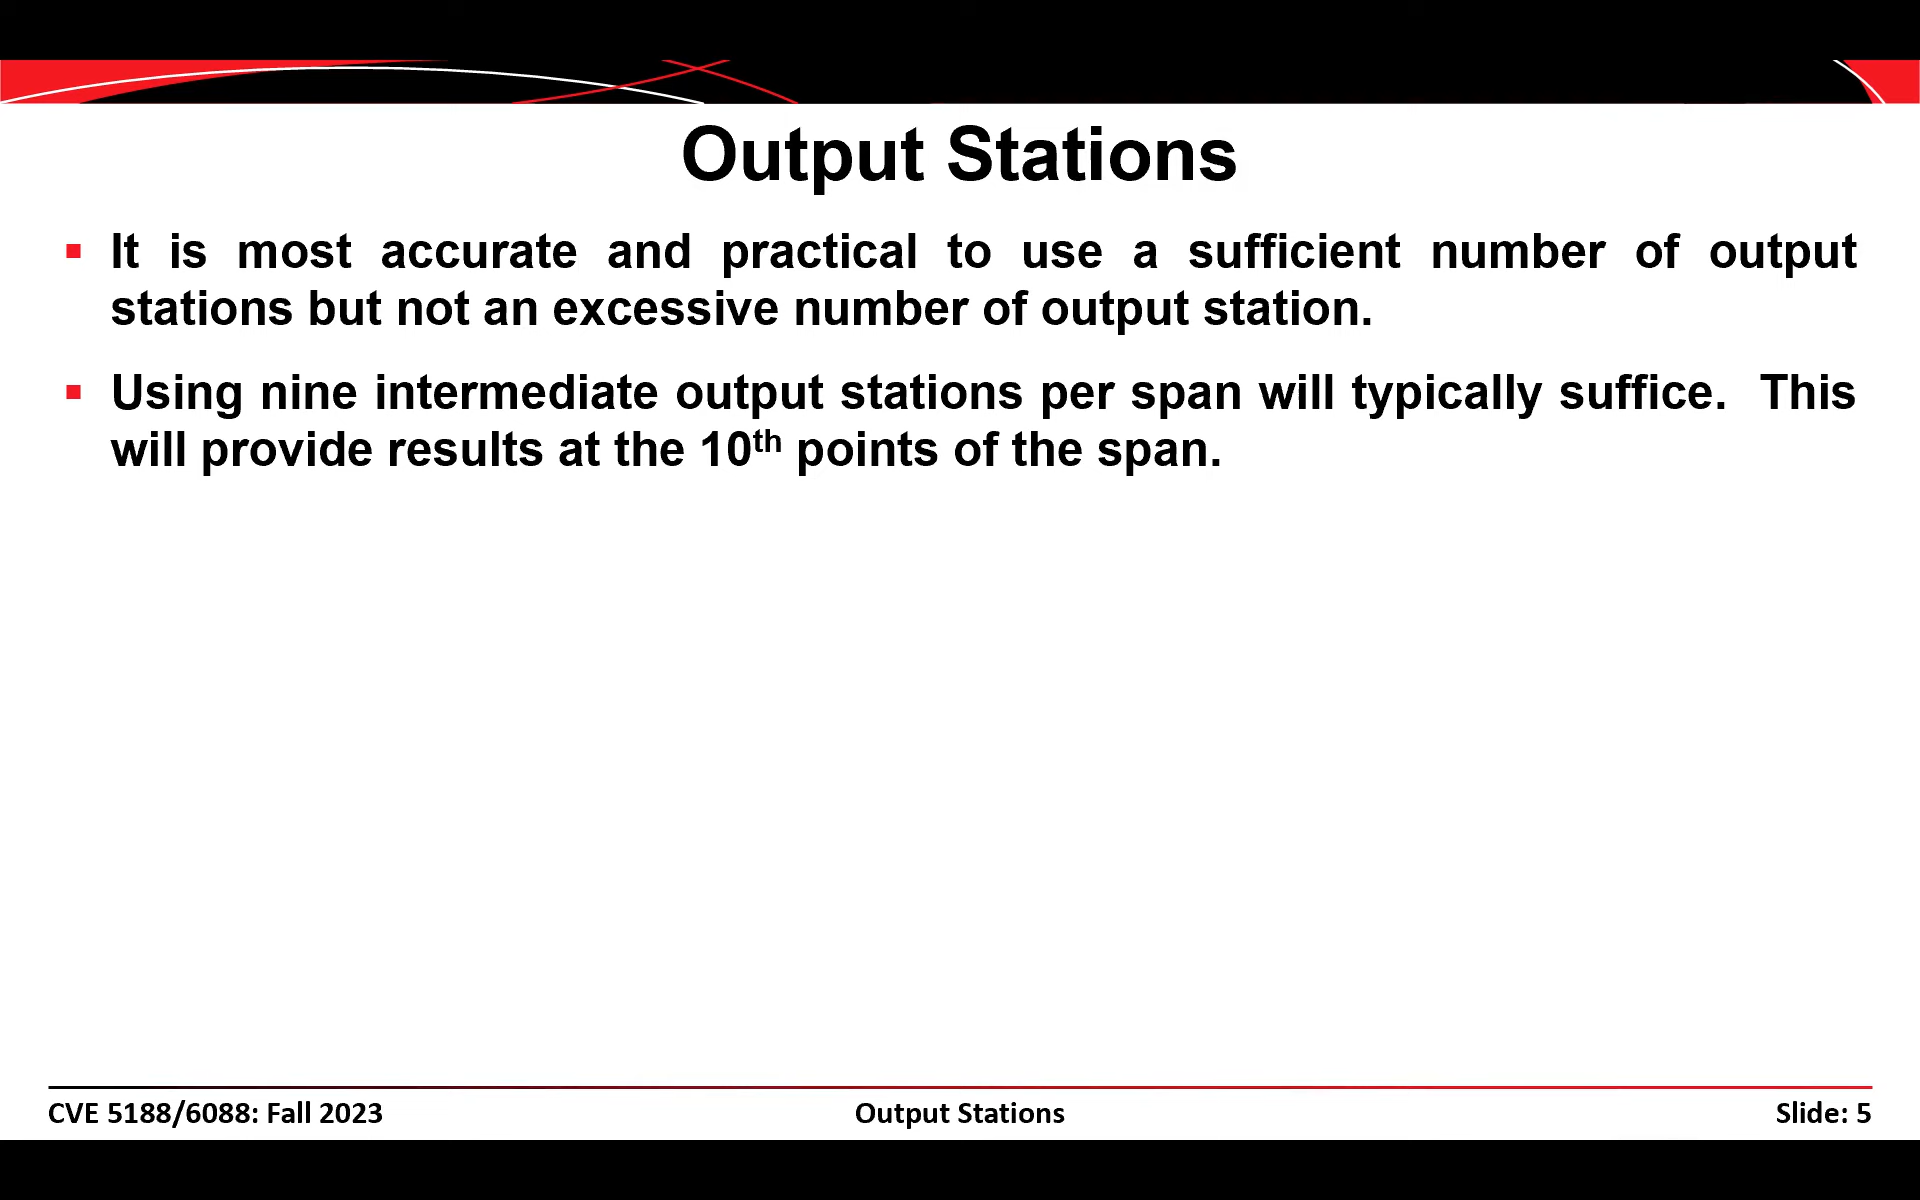 Output Stations
It is most accurate and practical to use a sufficient number of output
stations but not an excessive number of output station.
Using nine intermediate output stations per span will typically suffice.  This
will provide results at the 10th points of the span.
CVE 5188/6088: Fall 2023
Output Stations
Slide: 5